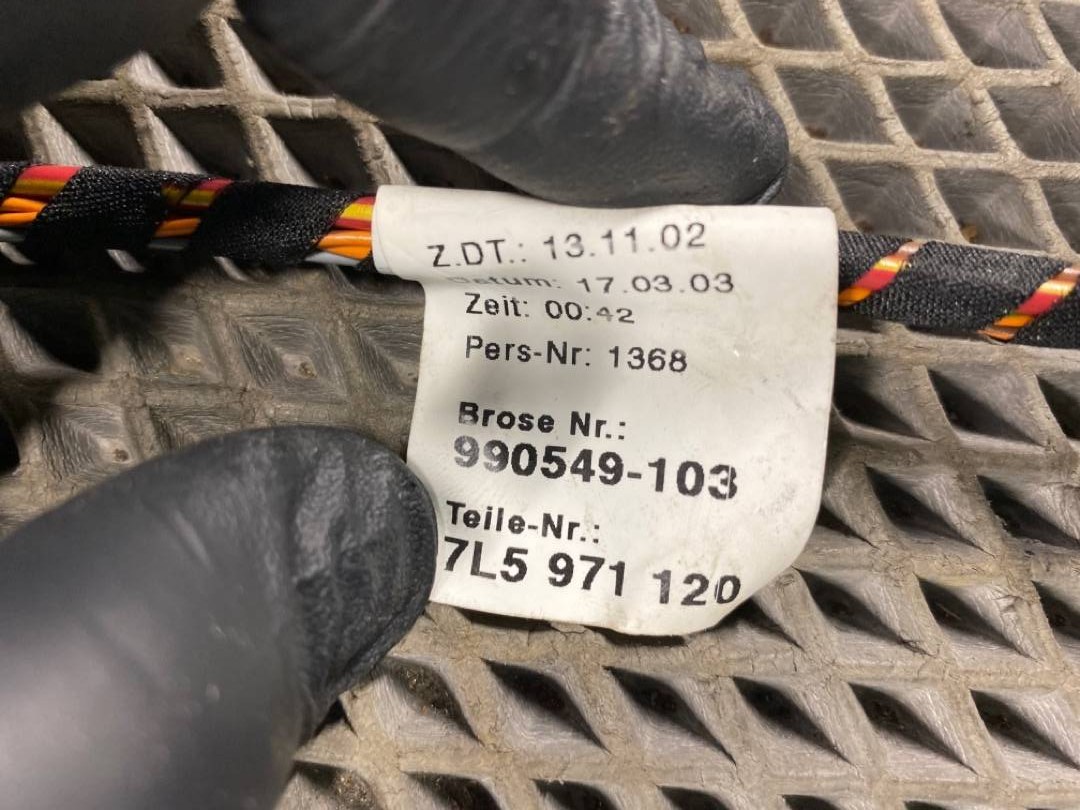 Z.DT.: 13.11.02
Datum: 17.03.03
Zeit: 00:42
Pers-Nr: 1368
Brose Nr.:
990549-103
Teile-Nr.:
7L5 971 120